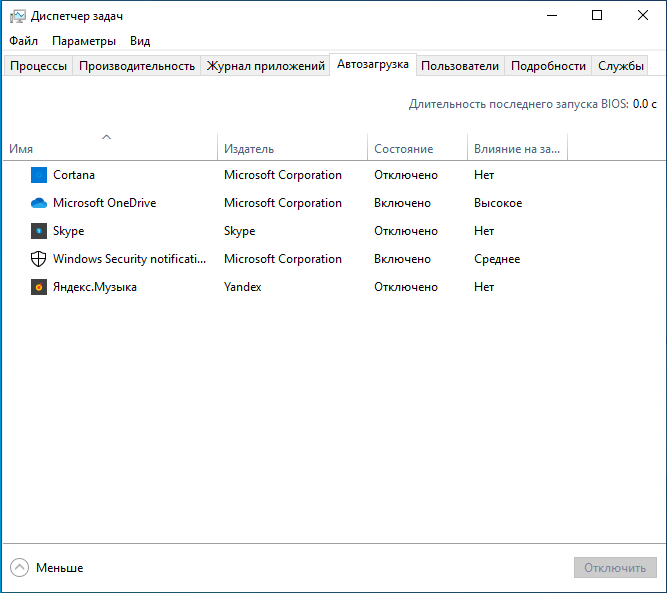 Диспетчер задач
Файл Параметры Вид
Процессы Производительность Журнал приложений Автозагрузка Пользователи Подробности Службы
Длительность последнего запуска BIOS: 0.0 с
Имя Издатель Состояние Влияние на за...
Cortana Microsoft Corporation Отключено Нет
Microsoft OneDrive Microsoft Corporation Включено Высокое
Skype Skype Отключено Нет
Windows Security notificati... Microsoft Corporation Включено Среднее
Яндекс.Музыка Yandex Отключено Нет
Меньше Отключить